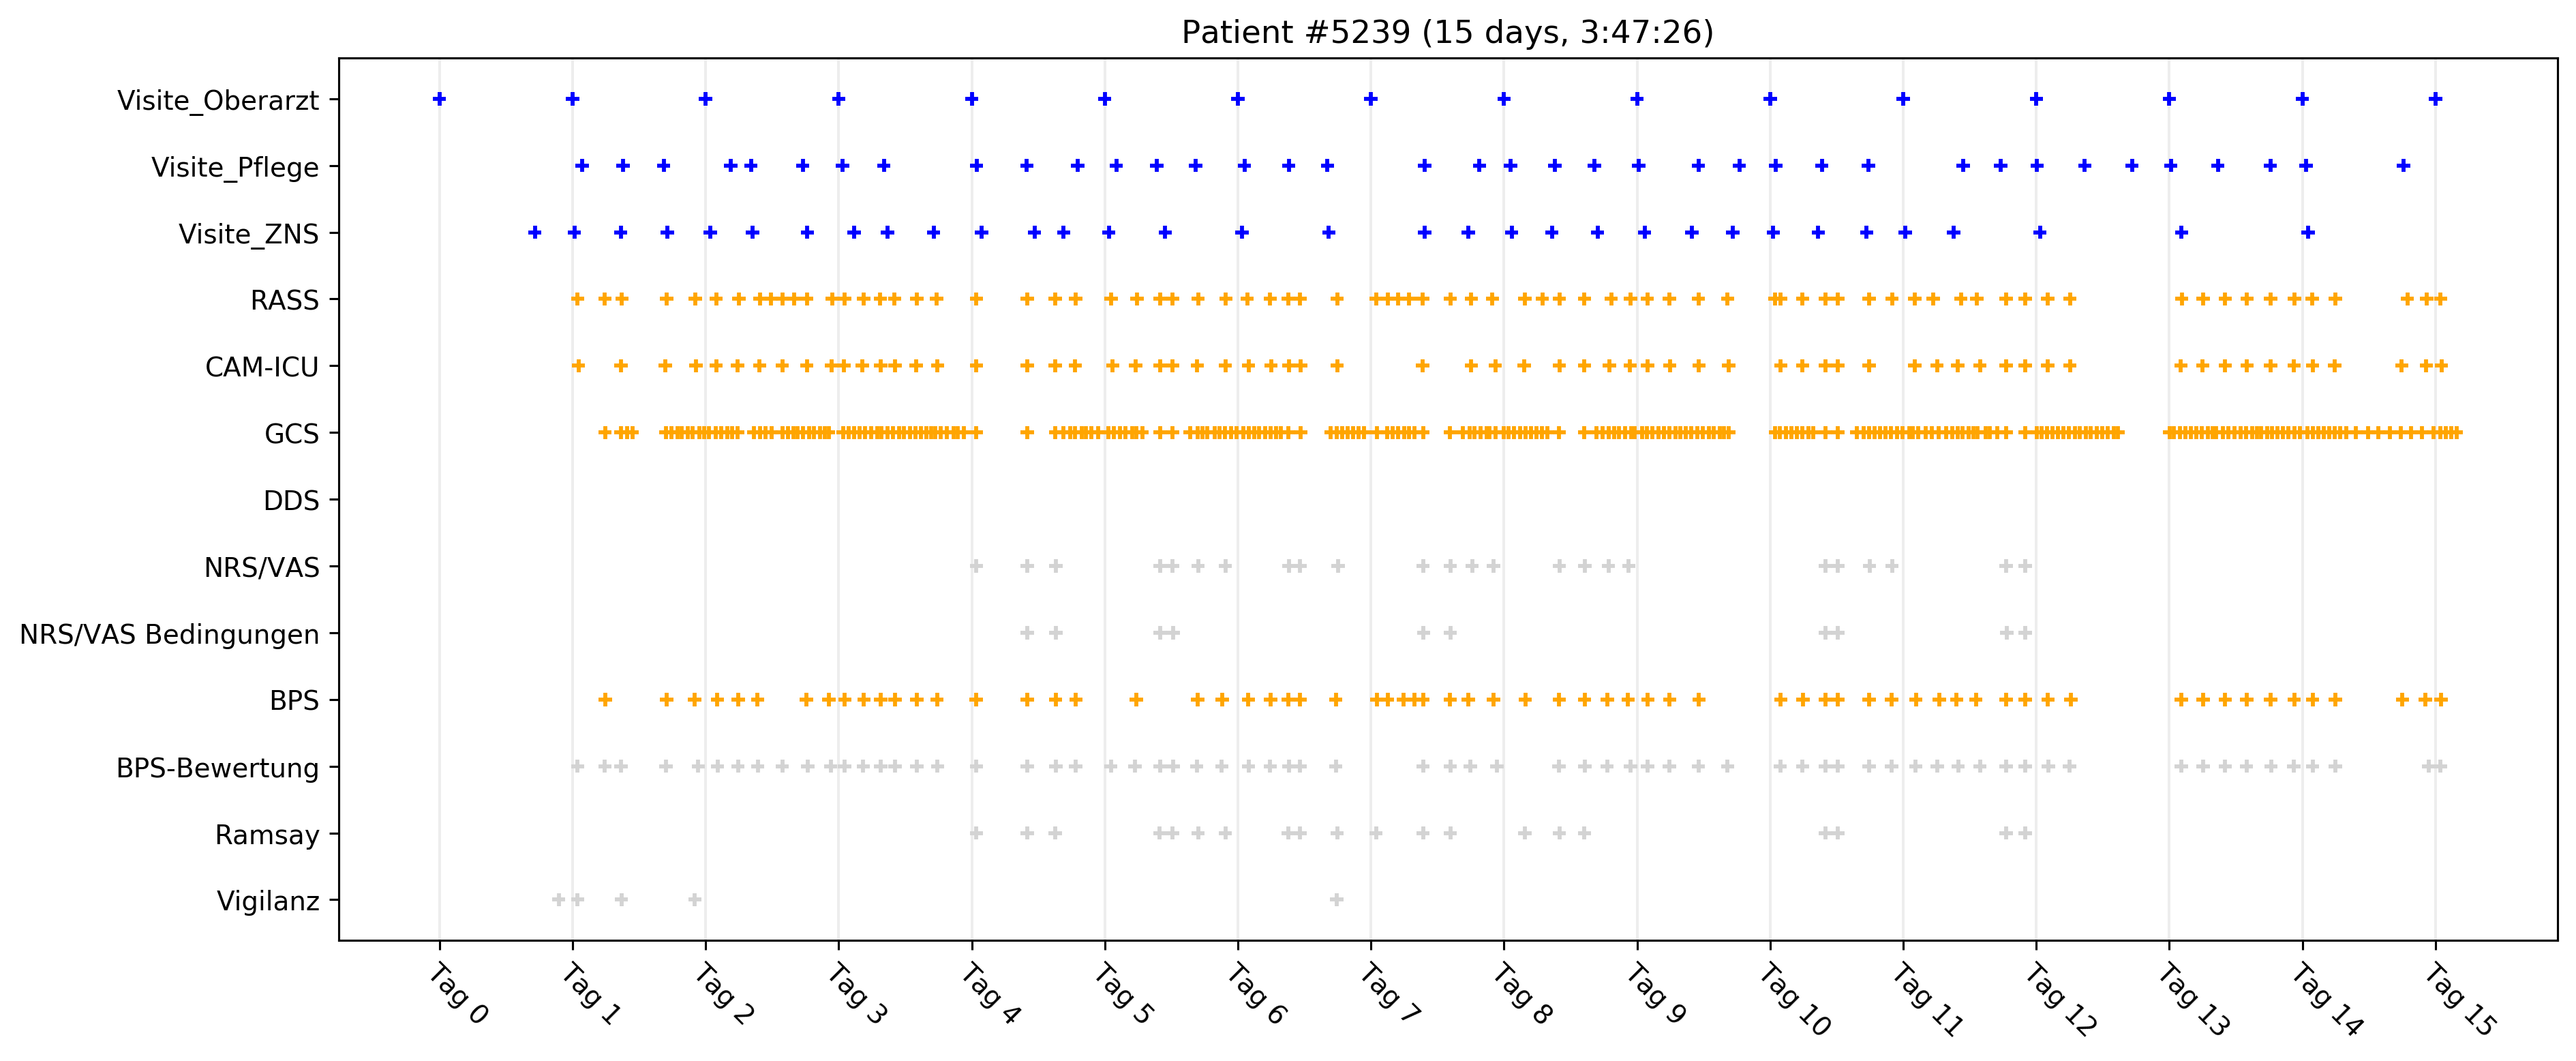 Patient #5239 (15 days, 3:47:26)
Visite_Oberarzt
Visite_Pflege
Visite_ZNS
RASS
CAM-ICU
GCS
DDS
NRS/VAS
NRS/VAS Bedingungen
BPS
BPS-Bewertung
Ramsay
Vigilanz
Tag 0
Tag 1
Tag 2
Tag 3
Tag 4
Tag 5
Tag 6
Tag 7
Tag 8
Tag 9
Tag 10
Tag 11
Tag 12
Tag 13
Tag 14
Tag 15